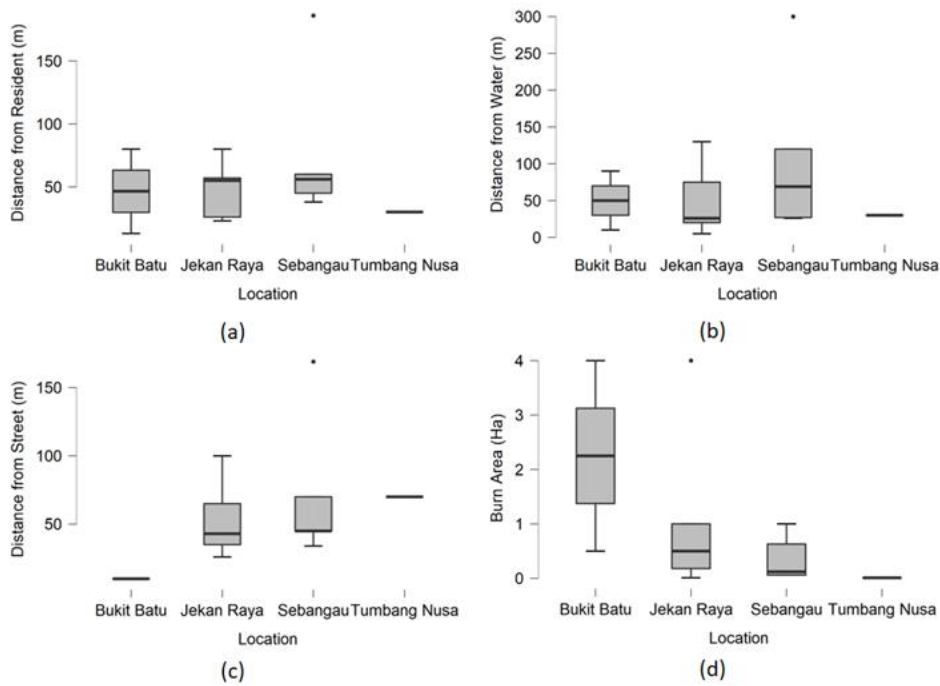 Distance from Resident (m)
150
100
50
Bukit Batu Jekan Raya Sebangau Tumbang Nusa
Location
(a)
Distance from Water (m)
300
250
200
150
100
50
0
Bukit Batu Jekan Raya Sebangau Tumbang Nusa
Location
(b)
Distance from Street (m)
150
100
50
Bukit Batu Jekan Raya Sebangau Tumbang Nusa
Location
(c)
Burn Area (Ha)
4
3
2
1
0
Bukit Batu Jekan Raya Sebangau Tumbang Nusa
Location
(d)